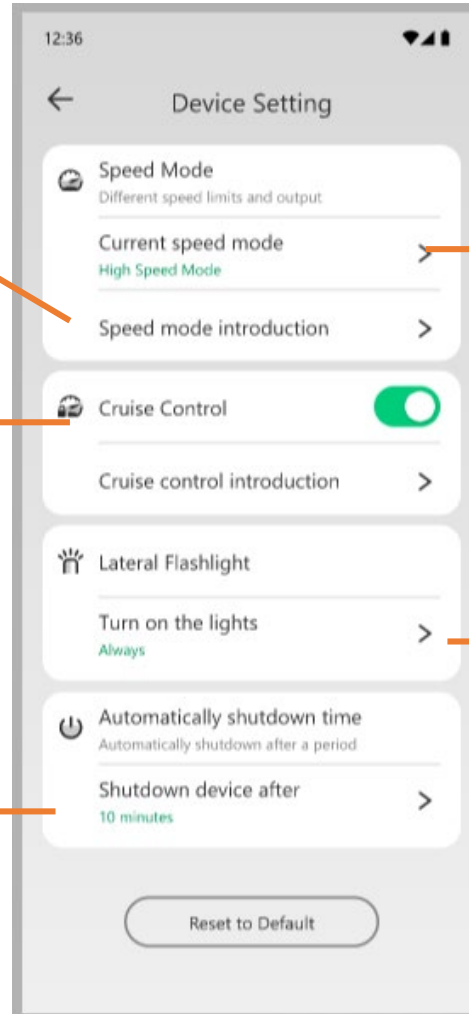 12:36
Device Setting
Speed Mode
Different speed limits and output
Current speed mode
High Speed Mode
Speed mode introduction
Cruise Control
Cruise control introduction
Lateral Flashlight
Turn on the lights
Always
Automatically shutdown time
Automatically shutdown after a period
Shutdown device after
10 minutes
Reset to Default